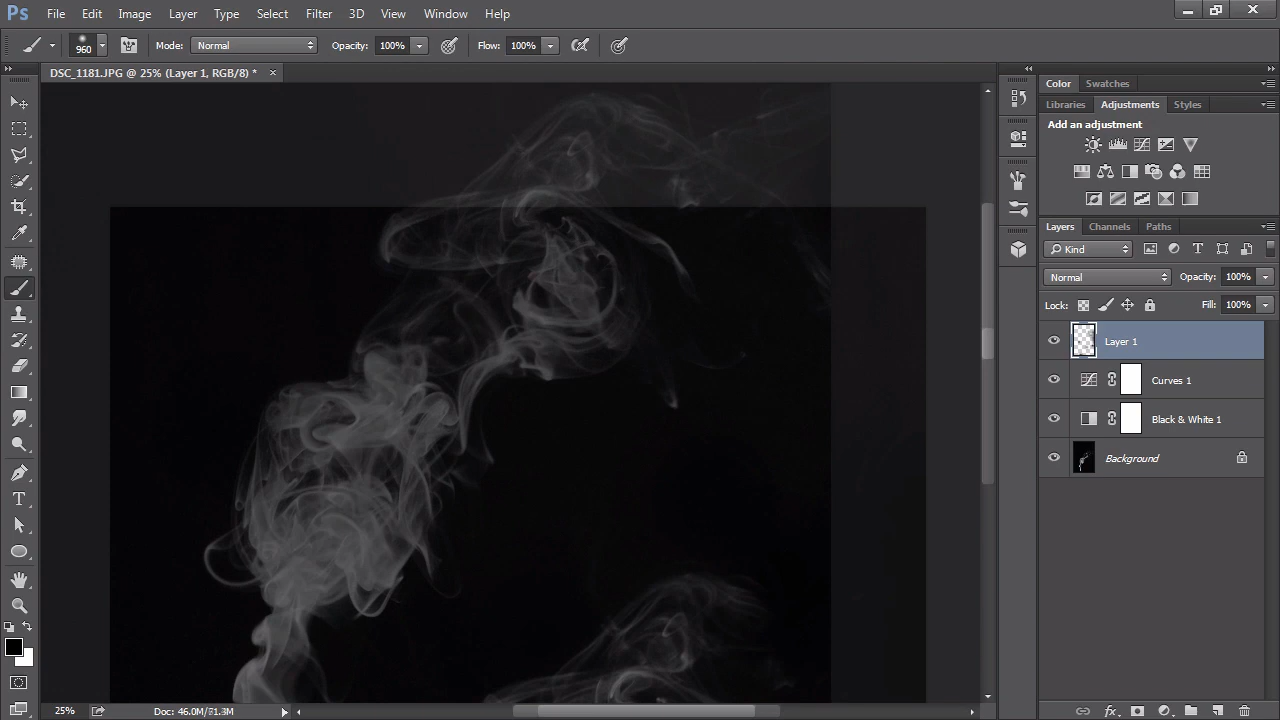 Ps File Edit Image Layer Type Select Filter 3D View Window Help
960 Mode: Normal Opacity: 100% Flow: 100%
DSC_1181.JPG @ 25% (Layer 1, RGB/8) *
Color Swatches
Libraries Adjustments Styles
Add an adjustment
Layers Channels Paths
Kind
Normal Opacity: 100%
Lock: Fill: 100%
Layer 1
Curves 1
Black & White 1
Background
25% Doc: 46.0M/71.3M